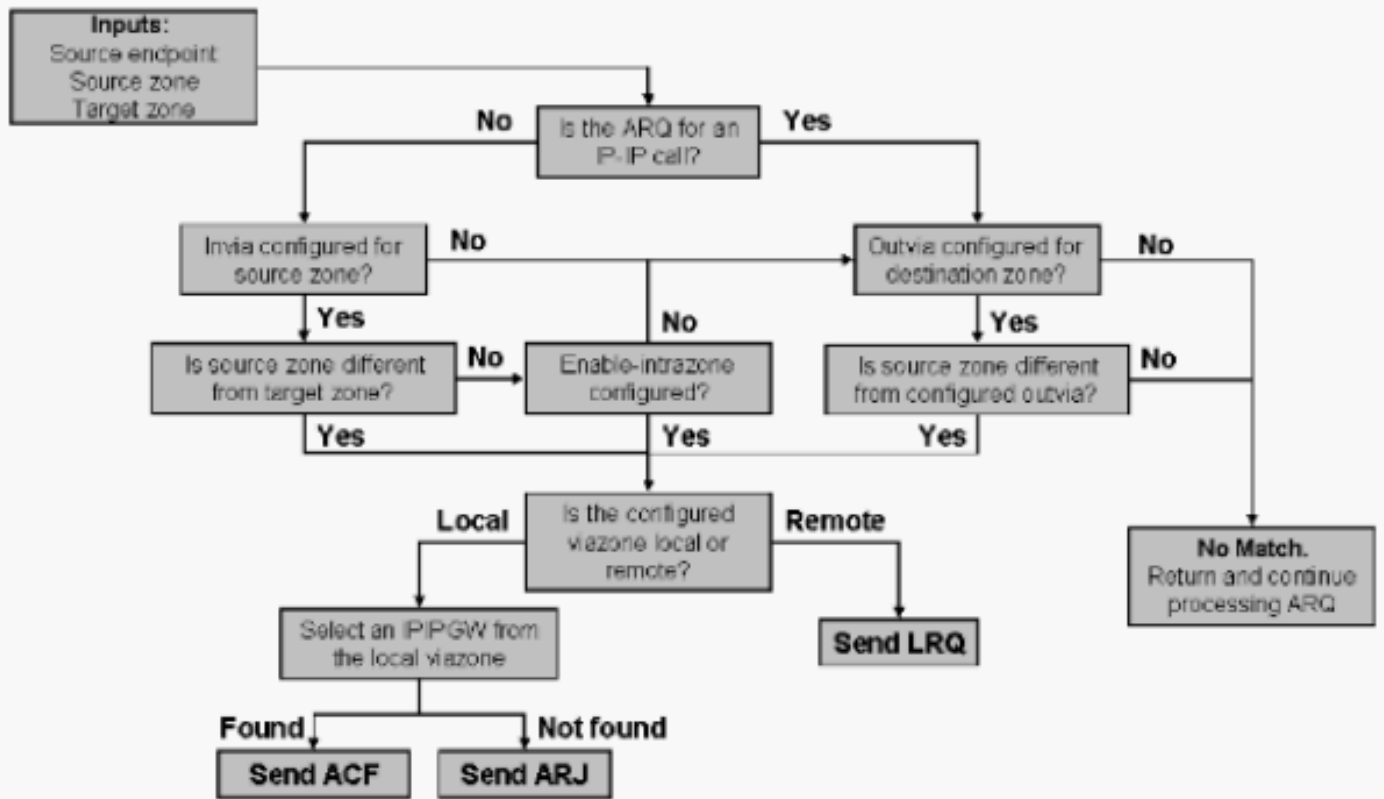 Inputs:
Source endpoint
Source zone
Target zone
No
Is the ARQ for an
IP-IP call?
Yes
Invia configured for
source zone?
No
Outvia configured for
destination zone?
No
Yes
No
Yes
Is source zone different
from target zone?
No
Enable-intrazone
configured?
Is source zone different
from configured outvia?
No
Yes
Yes
Yes
Local
Is the configured
viazone local or
remote?
Remote
No Match.
Return and continue
processing ARQ
Select an IPIPGW from
the local viazone
Send LRQ
Found
Not found
Send ACF
Send ARJ